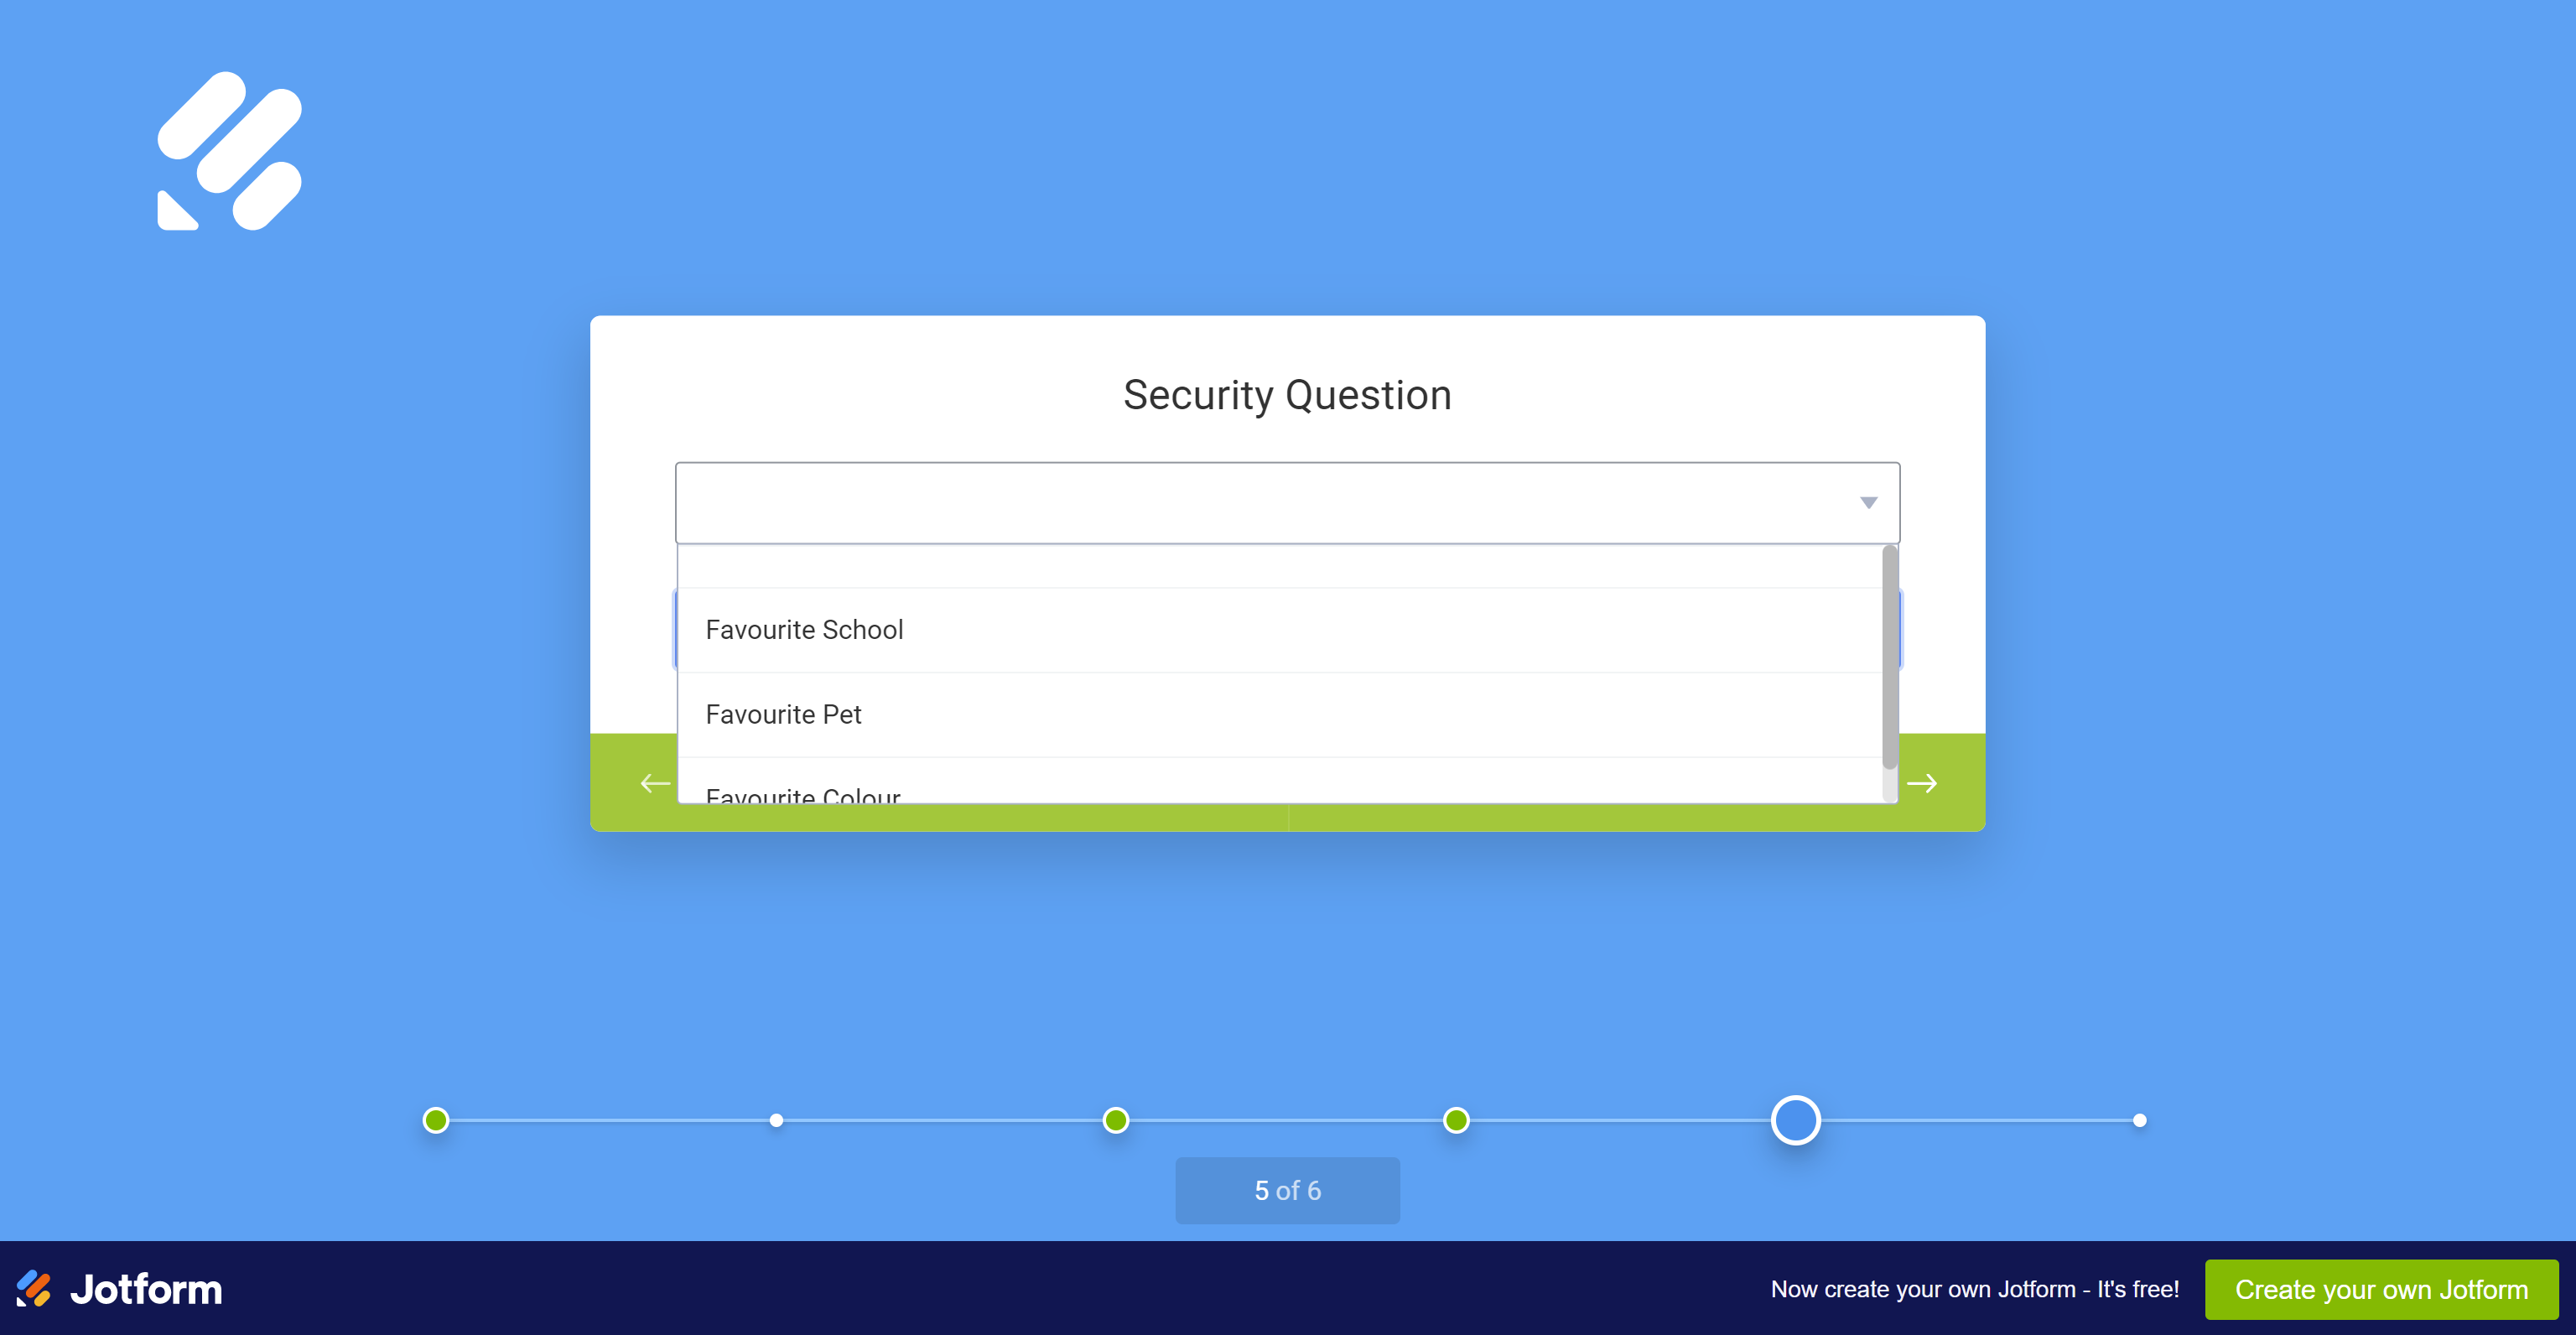 Security Question
Favourite School
Favourite Pet
Favourite Colour
5 of 6
Jotform
Now create your own Jotform - It's free!
Create your own Jotform